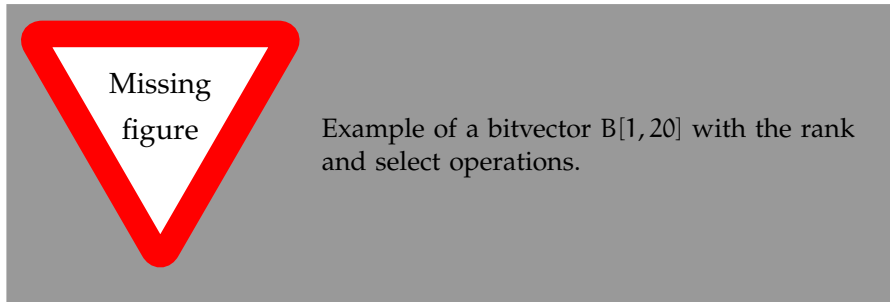 Missing
figure
Example of a bitvector B[1, 20] with the rank
and select operations.